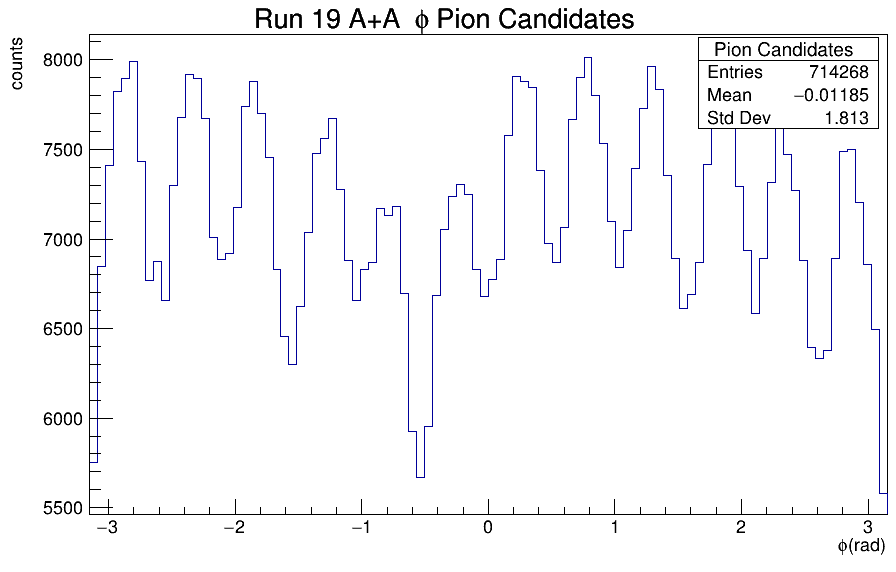 Run 19 A+A ϕ Pion Candidates
counts
Pion Candidates
Entries 714268
Mean −0.01185
Std Dev 1.813
8000
7500
7000
6500
6000
5500
−3 −2 −1 0 1 2 3
ϕ(rad)